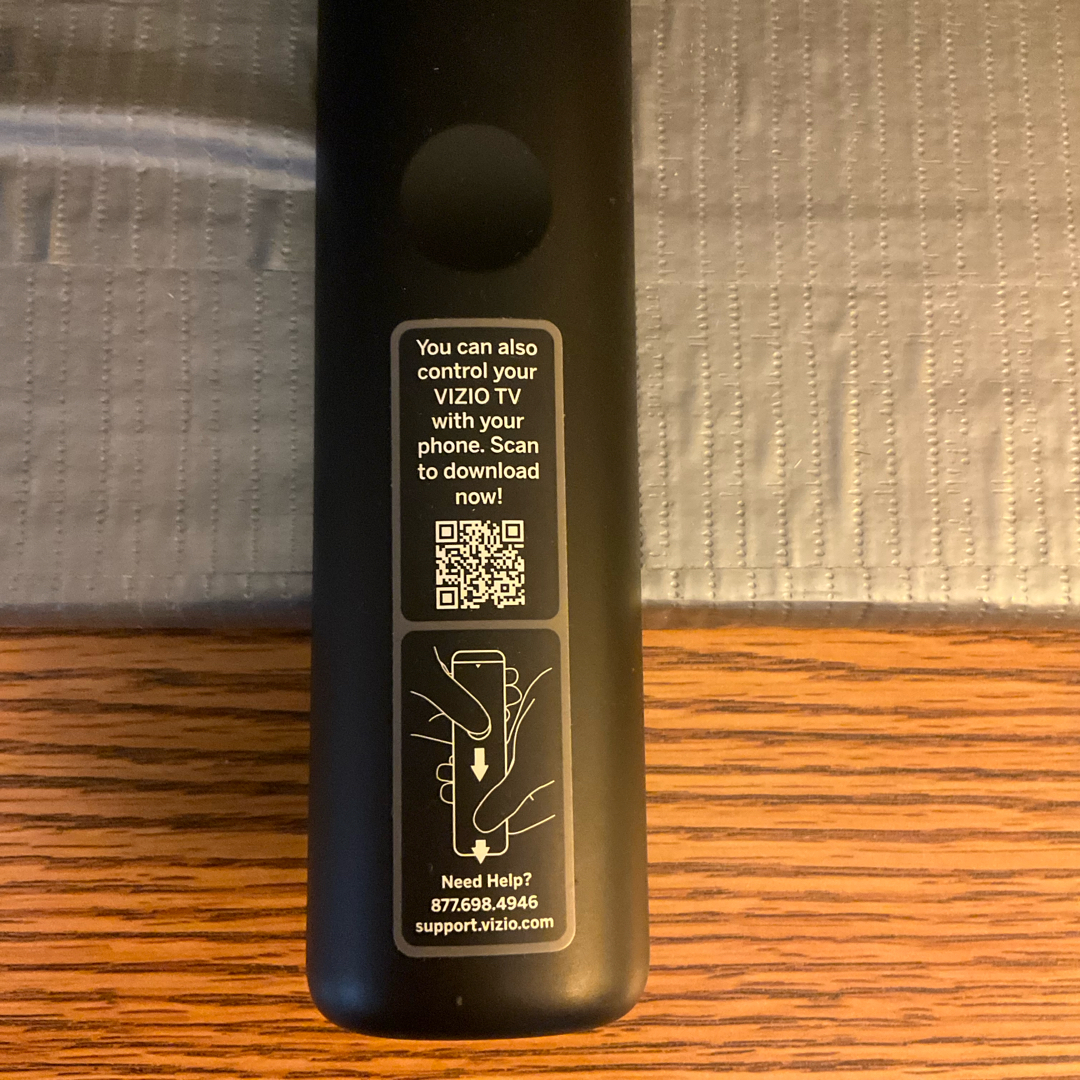 You can also
control your
VIZIO TV
with your
phone. Scan
to download
now!
Need Help?
877.698.4946
support.vizio.com